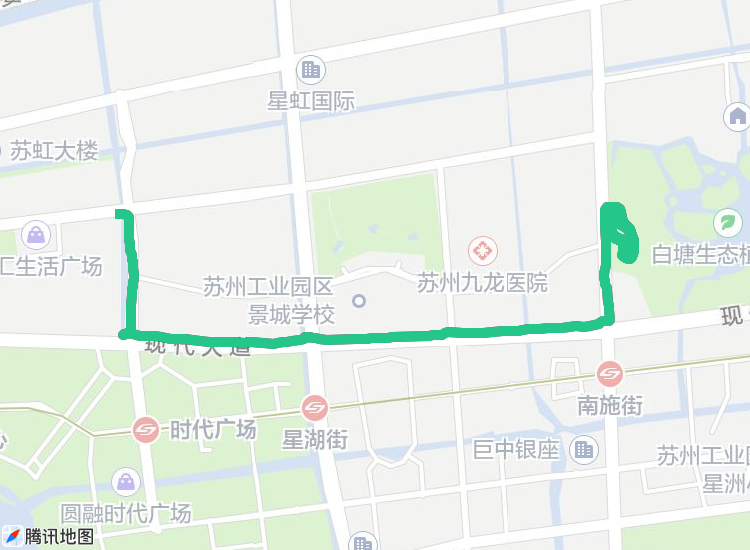 星虹国际
苏虹大楼
汇生活广场
苏州工业园区
景城学校
苏州九龙医院
白塘生态植
现代大道
现
时代广场
星湖街
南施街
巨中银座
苏州工业园
星洲小
圆融时代广场
心
腾讯地图